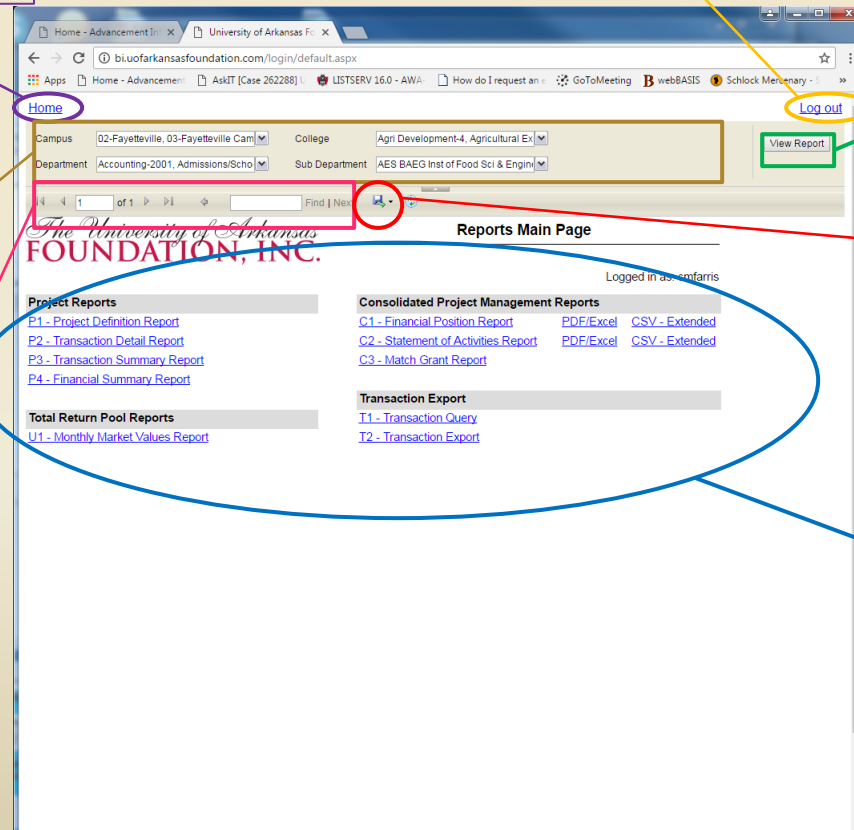 Home - Advancement Int University of Arkansas Fo
bi.uofarkansasfoundation.com/login/default.aspx
Apps Home - Advancement AskIT [Case 262288] U LISTSERV 16.0 - AWA- How do I request an e GoToMeeting webBASIS Schlock Mercenary - S »
Home Log out
Campus 02-Fayetteville, 03-Fayetteville Cam College Agri Development-4, Agricultural Ex View Report
Department Accounting-2001, Admissions/Scho Sub Department AES BAEG Inst of Food Sci & Engine
1 of 1 Find | Next
The University of Arkansas
FOUNDATION, INC.
Reports Main Page
Logged in as: smfarris
Project Reports Consolidated Project Management Reports
P1 - Project Definition Report C1 - Financial Position Report PDF/Excel CSV - Extended
P2 - Transaction Detail Report C2 - Statement of Activities Report PDF/Excel CSV - Extended
P3 - Transaction Summary Report C3 - Match Grant Report
P4 - Financial Summary Report
Transaction Export
Total Return Pool Reports T1 - Transaction Query
U1 - Monthly Market Values Report T2 - Transaction Export